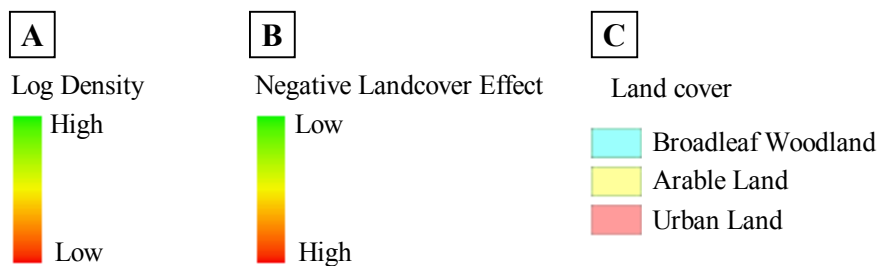 A
Log Density
High
Low
B
Negative Landcover Effect
Low
High
C
Land cover
Broadleaf Woodland
Arable Land
Urban Land